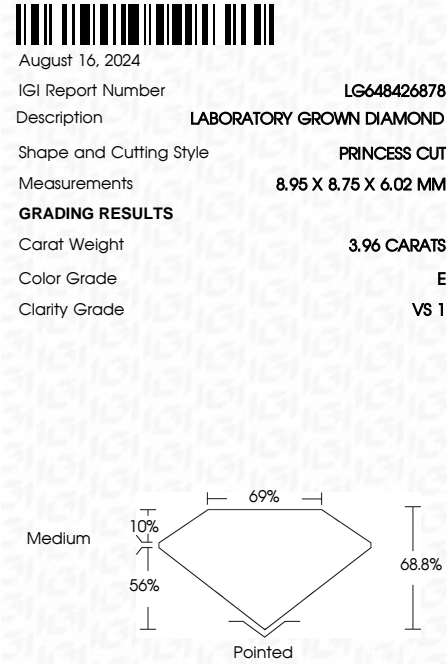 August 16, 2024
IGI Report Number LG648426878
Description LABORATORY GROWN DIAMOND
Shape and Cutting Style PRINCESS CUT
Measurements 8.95 X 8.75 X 6.02 MM
GRADING RESULTS
Carat Weight 3.96 CARATS
Color Grade E
Clarity Grade VS 1
69%
10%
Medium
56%
68.8%
Pointed